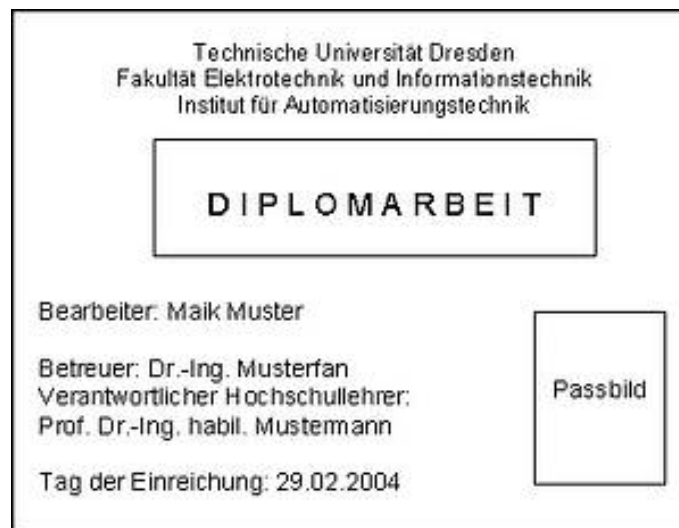 Technische Universität Dresden
Fakultät Elektrotechnik und Informationstechnik
Institut für Automatisierungstechnik
DIPLOMARBEIT
Bearbeiter: Maik Muster
Betreuer: Dr.-Ing. Musterfan
Verantwortlicher Hochschullehrer:
Prof. Dr.-Ing. habil. Mustermann
Passbild
Tag der Einreichung: 29.02.2004